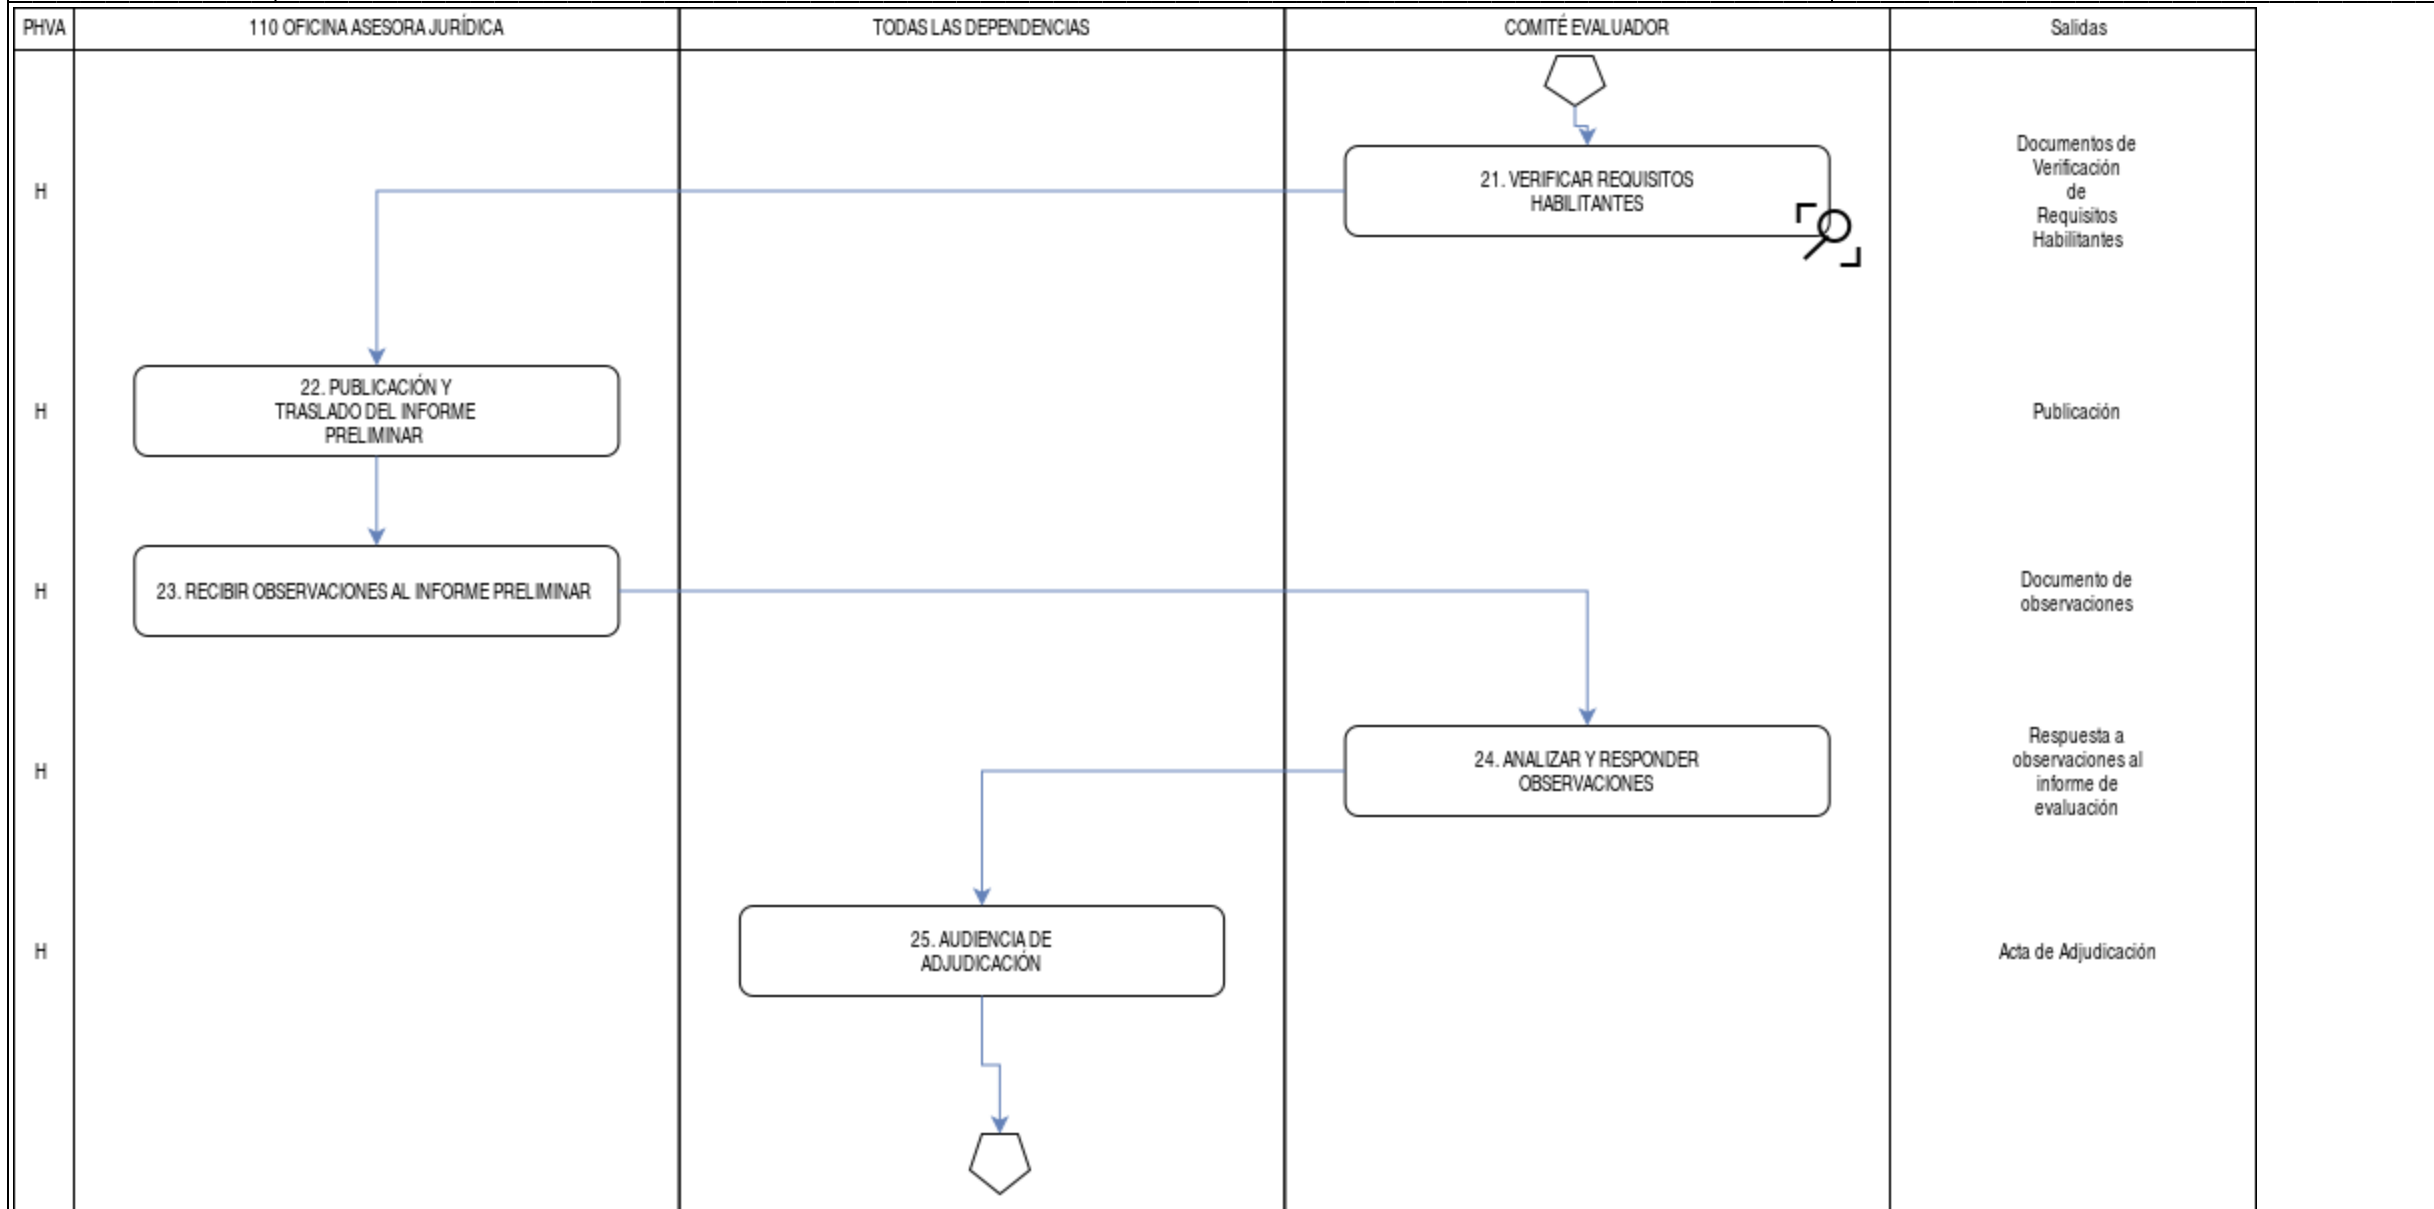 PHVA
110 OFICINA ASESORA JURÍDICA
TODAS LAS DEPENDENCIAS
COMITÉ EVALUADOR
Salidas
H
21. VERIFICAR REQUISITOS
HABILITANTES
Documentos de
Verificación
de
Requisitos
Habilitantes
H
22. PUBLICACIÓN Y
TRASLADO DEL INFORME
PRELIMINAR
Publicación
H
23. RECIBIR OBSERVACIONES AL INFORME PRELIMINAR
Documento de
observaciones
H
24. ANALIZAR Y RESPONDER
OBSERVACIONES
Respuesta a
observaciones al
informe de
evaluación
H
25. AUDIENCIA DE
ADJUDICACIÓN
Acta de Adjudicación